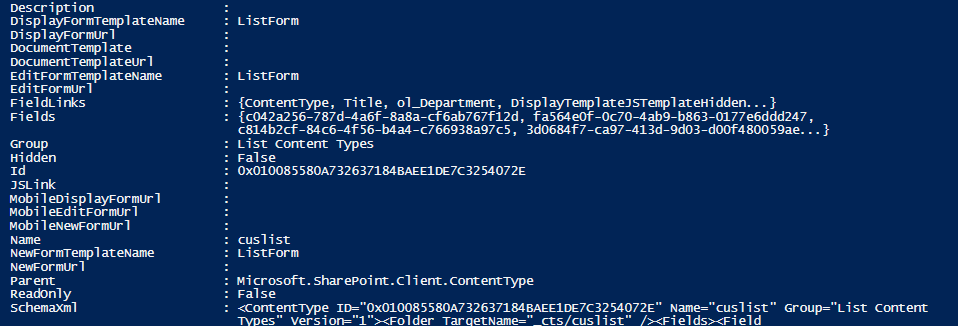 Description :
DisplayFormTemplateName : ListForm
DisplayFormUrl :
DocumentTemplate :
DocumentTemplateUrl :
EditFormTemplateName : ListForm
EditFormUrl :
FieldLinks : {ContentType, Title, ol_Department, DisplayTemplateJSTemplateHidden...}
Fields : {c042a256-787d-4a6f-8a8a-cf6ab767f12d, fa564e0f-0c70-4ab9-b863-0177e6ddd247,
c814b2cf-84c6-4f56-b4a4-c766938a97c5, 3d0684f7-ca97-413d-9d03-d00f480059ae...}
Group : List Content Types
Hidden : False
Id : 0x010085580A732637184BAEE1DE7C3254072E
JSLink :
MobileDisplayFormUrl :
MobileEditFormUrl :
MobileNewFormUrl :
Name : cuslist
NewFormTemplateName : ListForm
NewFormUrl :
Parent : Microsoft.SharePoint.Client.ContentType
ReadOnly : False
SchemaXml : <ContentType ID="0x010085580A732637184BAEE1DE7C3254072E" Name="cuslist" Group="List Content
Types" Version="1"><Folder TargetName="_cts/cuslist" /><Fields><Field